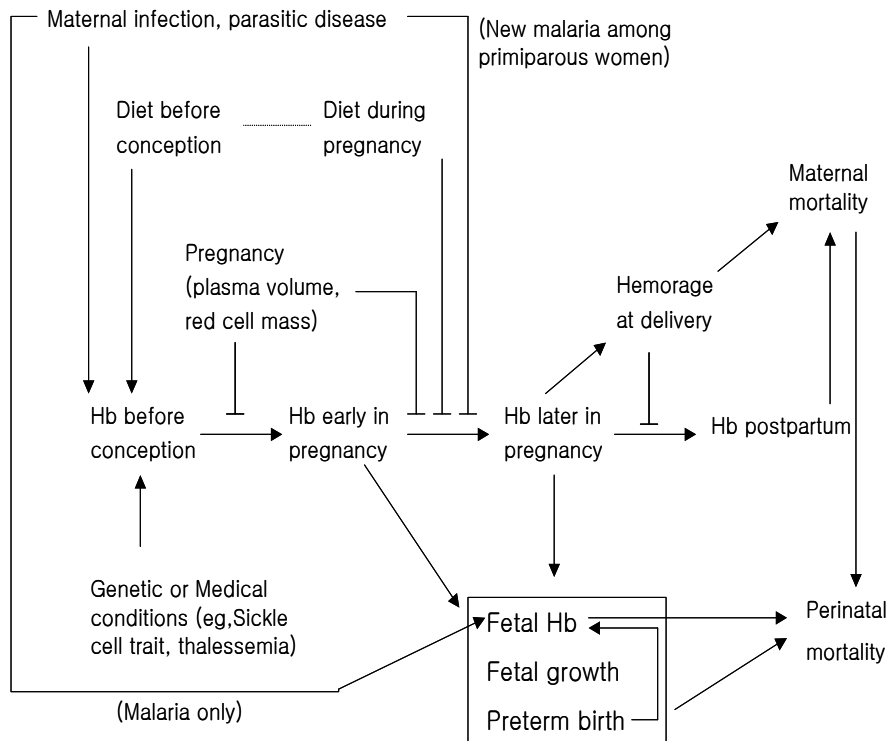 Maternal infection, parasitic disease
(New malaria among
primiparous women)
Diet before
conception
Diet during
pregnancy
Maternal
mortality
Pregnancy
(plasma volume,
red cell mass)
Hemorage
at delivery
Hb before
conception
Hb early in
pregnancy
Hb later in
pregnancy
Hb postpartum
Genetic or Medical
conditions (eg,Sickle
cell trait, thalessemia)
Fetal Hb
Fetal growth
Preterm birth
Perinatal
mortality
(Malaria only)